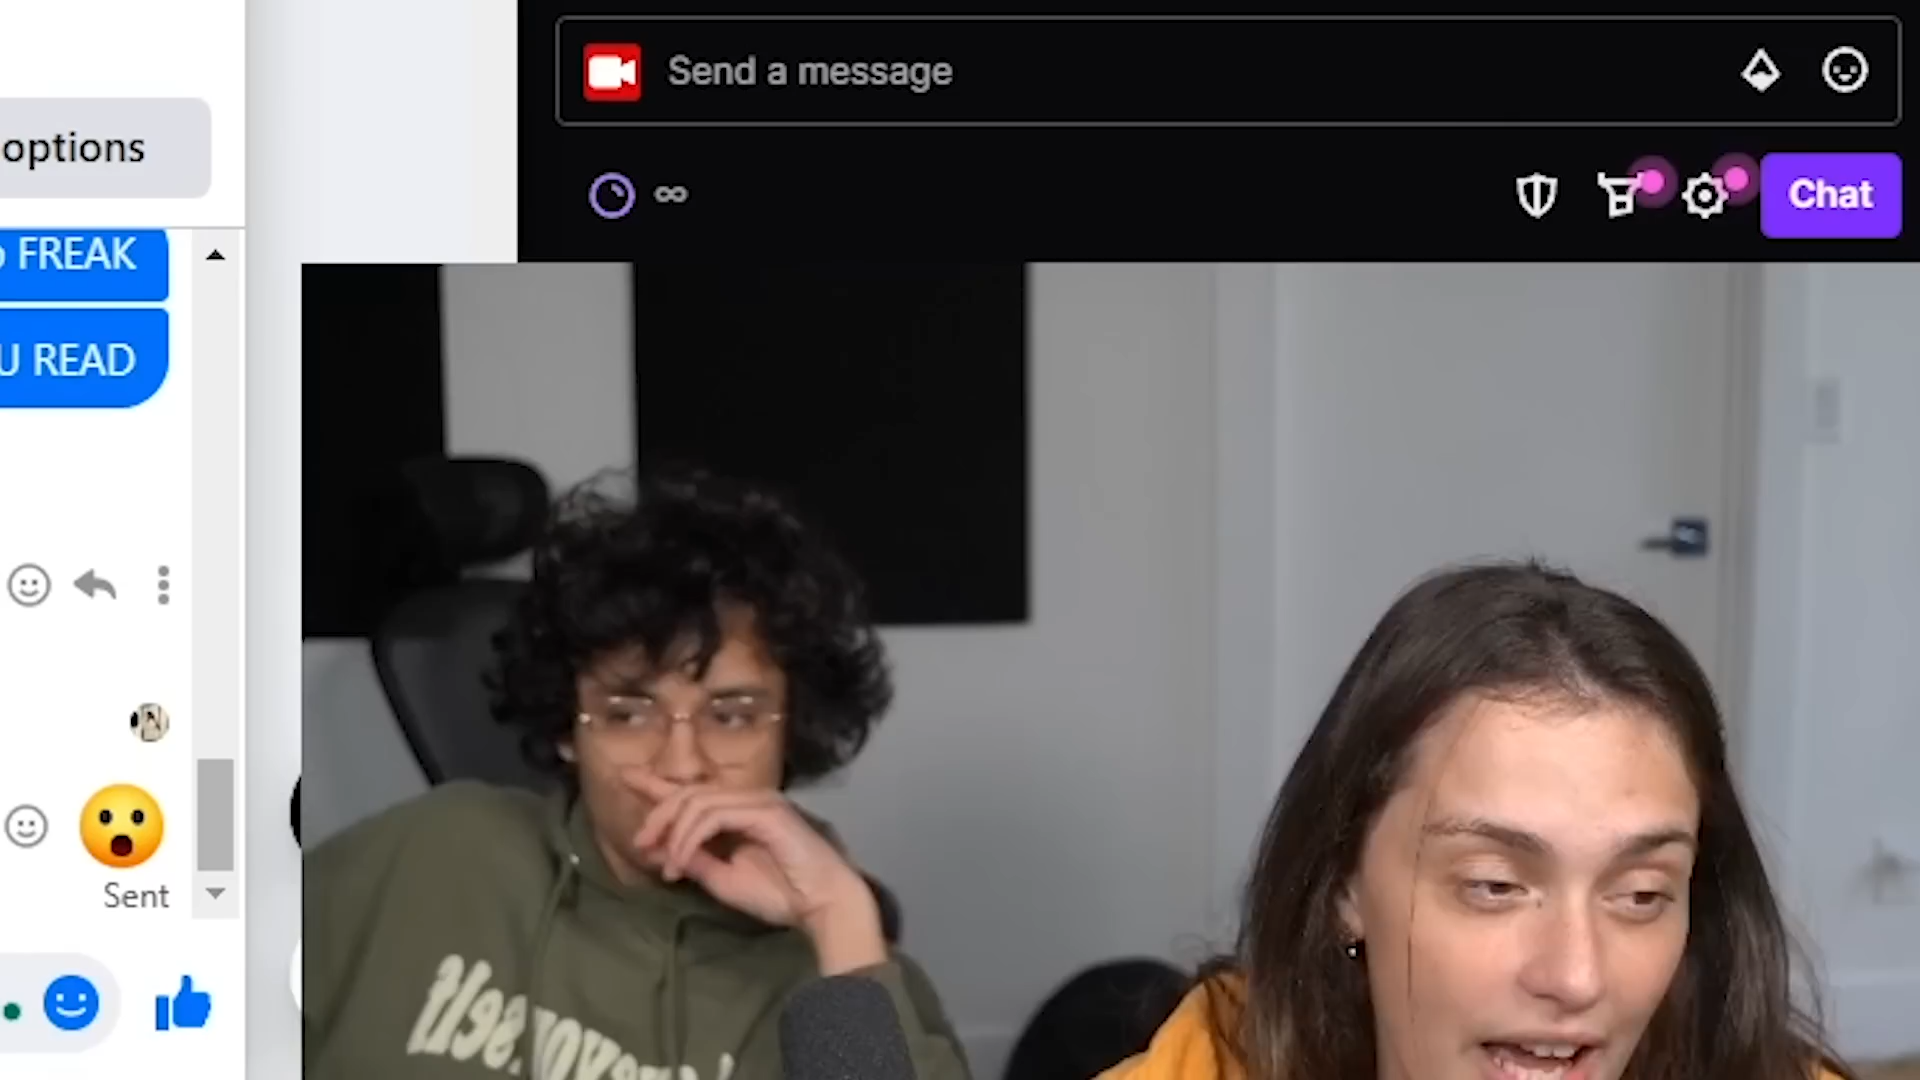 Send a message
options
∞
Chat
FREAK
U READ
Sent